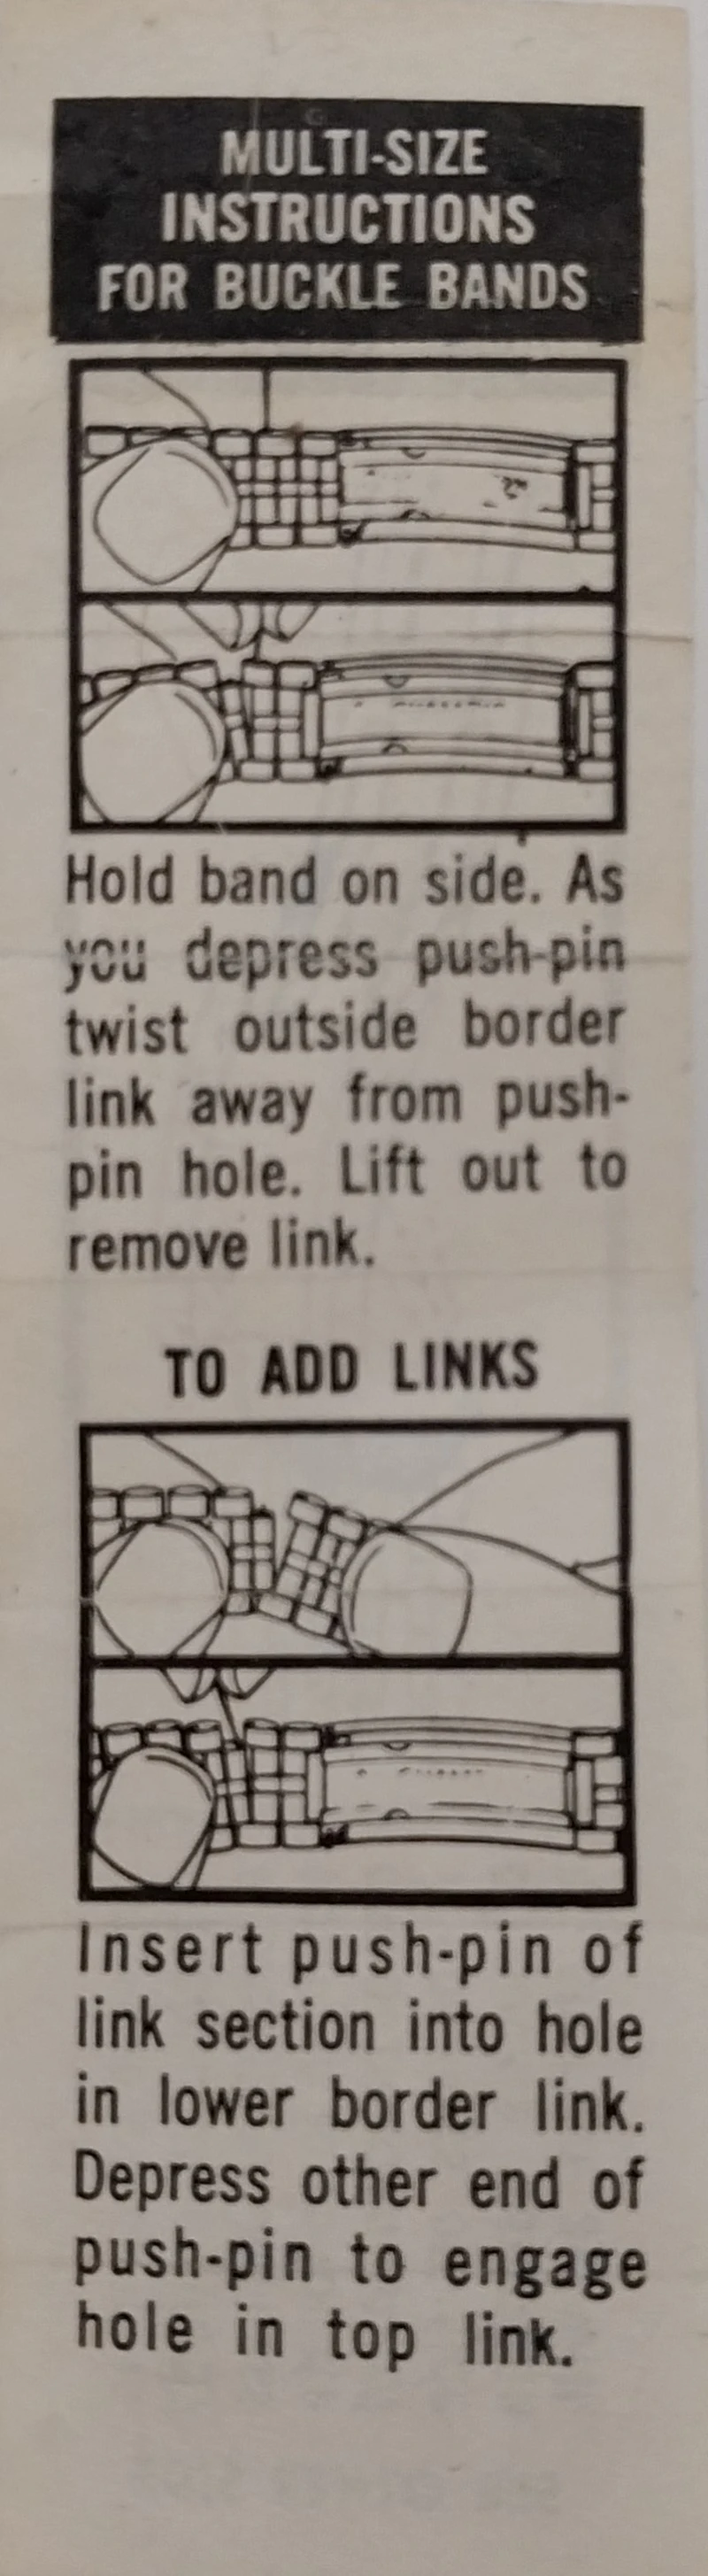 MULTI-SIZE
INSTRUCTIONS
FOR BUCKLE BANDS
Hold band on side. As
you depress push-pin
twist outside border
link away from push-
pin hole. Lift out to
remove link.
TO ADD LINKS
Insert push-pin of
link section into hole
in lower border link.
Depress other end of
push-pin to engage
hole in top link.